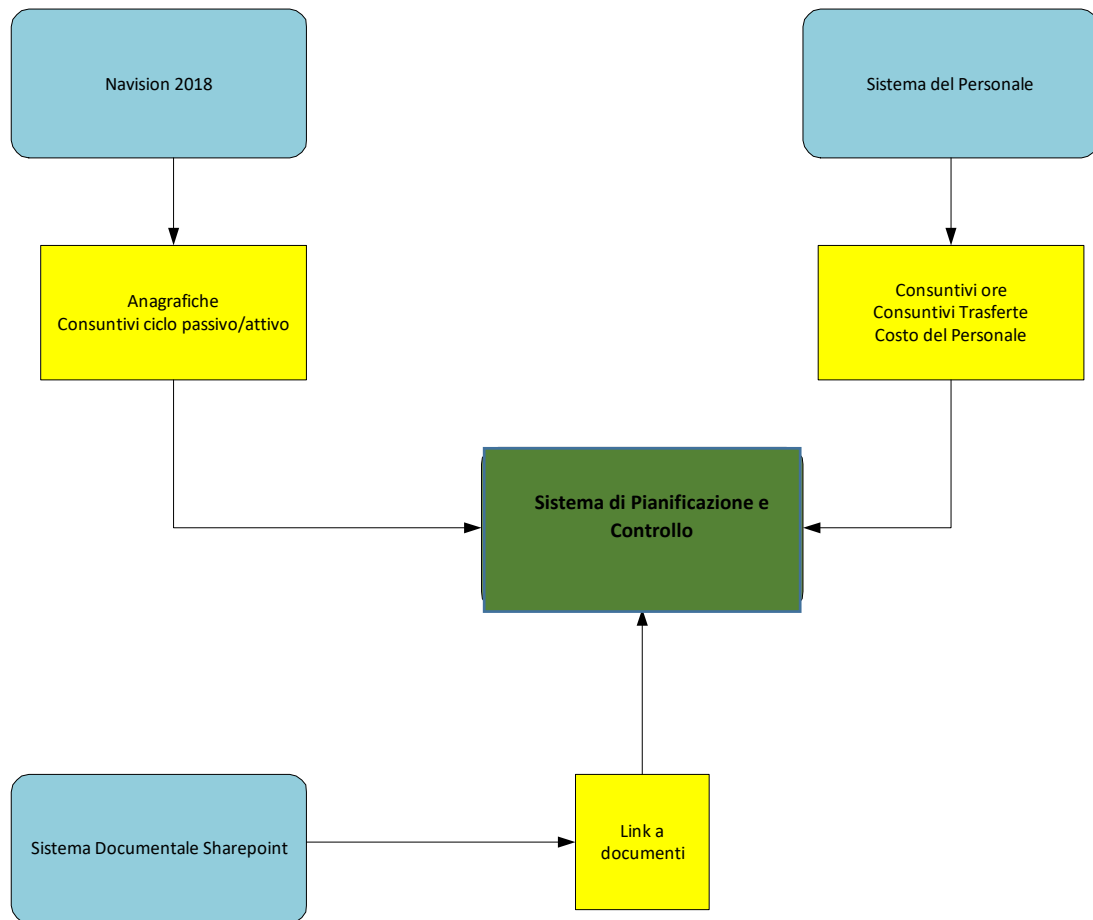 Navision 2018
Sistema del Personale
Anagrafiche
Consuntivi ciclo passivo/attivo
Consuntivi ore
Consuntivi Trasferte
Costo del Personale
Sistema di Pianificazione e
Controllo
Sistema Documentale Sharepoint
Link a
documenti